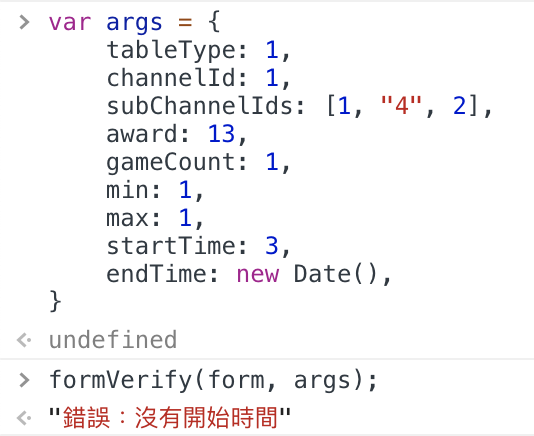 > var args = {
tableType: 1,
channelId: 1,
subChannelIds: [1, "4", 2],
award: 13,
gameCount: 1,
min: 1,
max: 1,
startTime: 3,
endTime: new Date(),
}
undefined
> formVerify(form, args);
"錯誤：沒有開始時間"